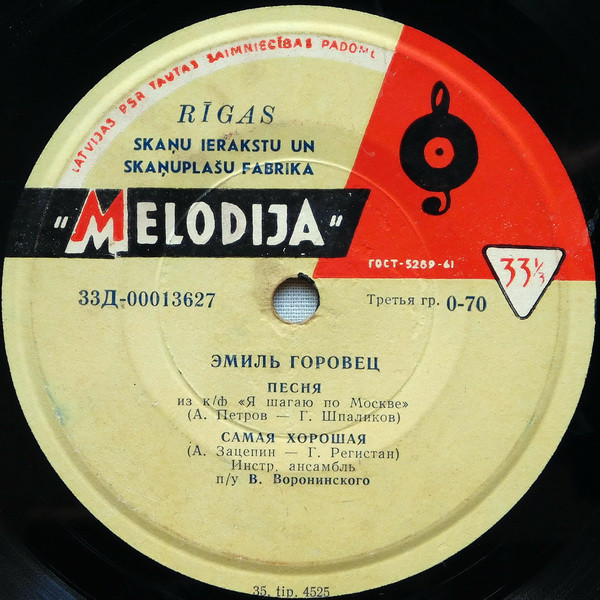 LATVIJAS PSR TAUTAS SAIMNIECĪBAS PADOME
RĪGAS
SKAŅU IERAKSTU UN
SKAŅUPLAŠU FABRIKA
"MELODIJA"
ГОСТ-5289-61
33⅓
33Д-00013627
Третья гр. 0-70
ЭМИЛЬ ГОРОВЕЦ
ПЕСНЯ
из к/ф «Я шагаю по Москве»
(А. Петров — Г. Шпаликов)
САМАЯ ХОРОШАЯ
(А. Зацепин — Г. Регистан)
Инстр. ансамбль
п/у В. Воронинского
35. tip. 4525